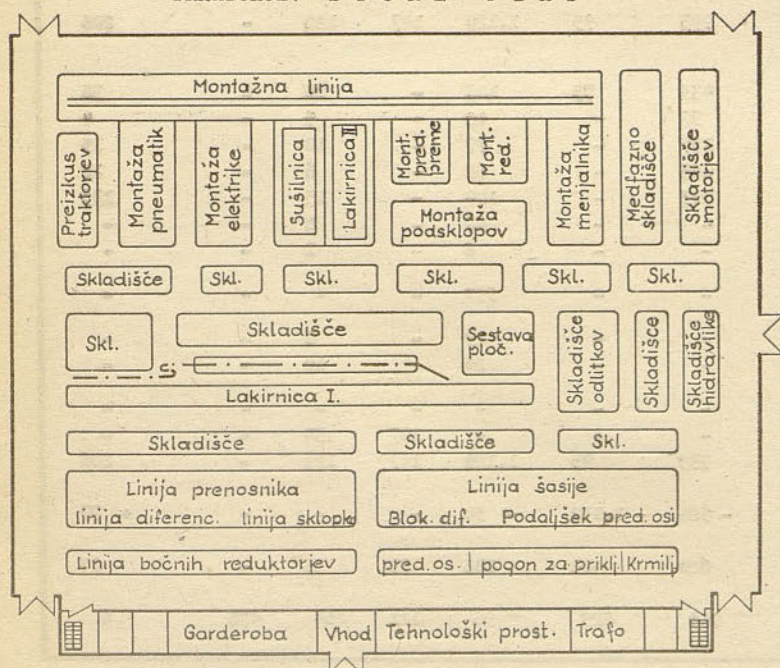 Montažna linija
Preizkus
traktorjev
Montaža
pneumatik
Montaža
elektrike
Sušilnica
Lakirnica II
Mont.
pred.
preme
Mont.
red.
Montaža
podsklopov
Montaža
menjalnika
Medfazno
skladišče
Skladišče
motorjev
Skladišče
Skl.
Skl.
Skl.
Skl.
Skl.
Skl.
Skladišče
Sestava
ploč.
Skladišče
odlitkov
Skladišče
Skladišče
hidravlike
Lakirnica I.
Skladišče
Skladišče
Skl.
Linija prenosnika
linija diferenc. linija sklopke
Linija šasije
Blok. dif. Podaljšek pred. osi
Linija bočnih reduktorjev
pred. os. pogon za priklj. Krmilj
Garderoba
Vhod
Tehnološki prost.
Trafo